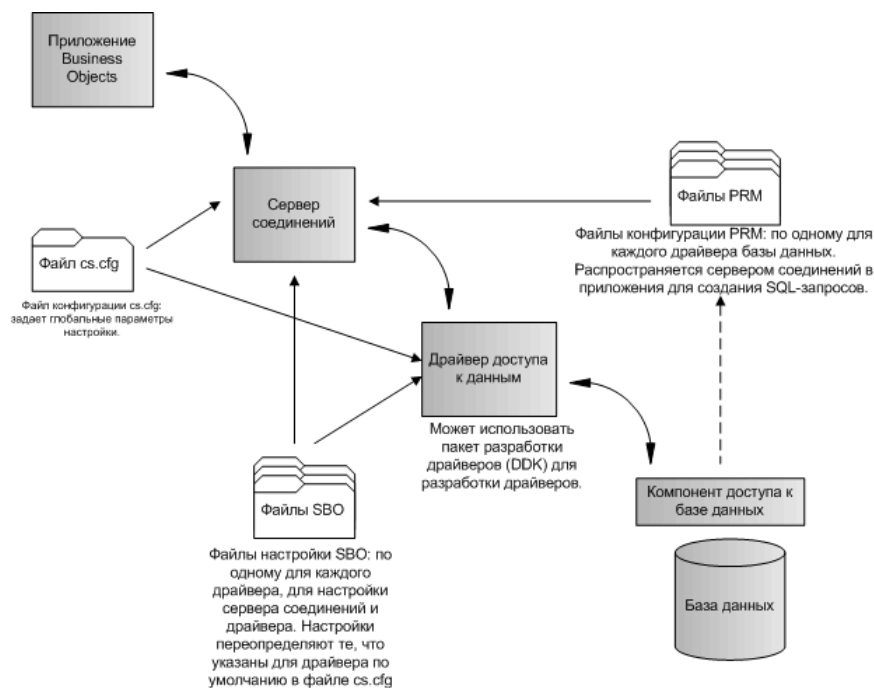 Приложение
Business
Objects
Сервер
соединений
Файлы PRM
Файлы конфигурации PRM: по одному для
каждого драйвера базы данных.
Распространяется сервером соединений в
приложения для создания SQL-запросов.
Файл cs.cfg
Файл конфигурации cs.cfg:
задает глобальные параметры
настройки.
Драйвер доступа
к данным
Может использовать
пакет разработки
драйверов (DDK) для
разработки драйверов.
Файлы SBO
Файлы настройки SBO: по
одному для каждого
драйвера, для настройки
сервера соединений и
драйвера. Настройки
переопределяют те, что
указаны для драйвера по
умолчанию в файле cs.cfg
Компонент доступа к
базе данных
База данных